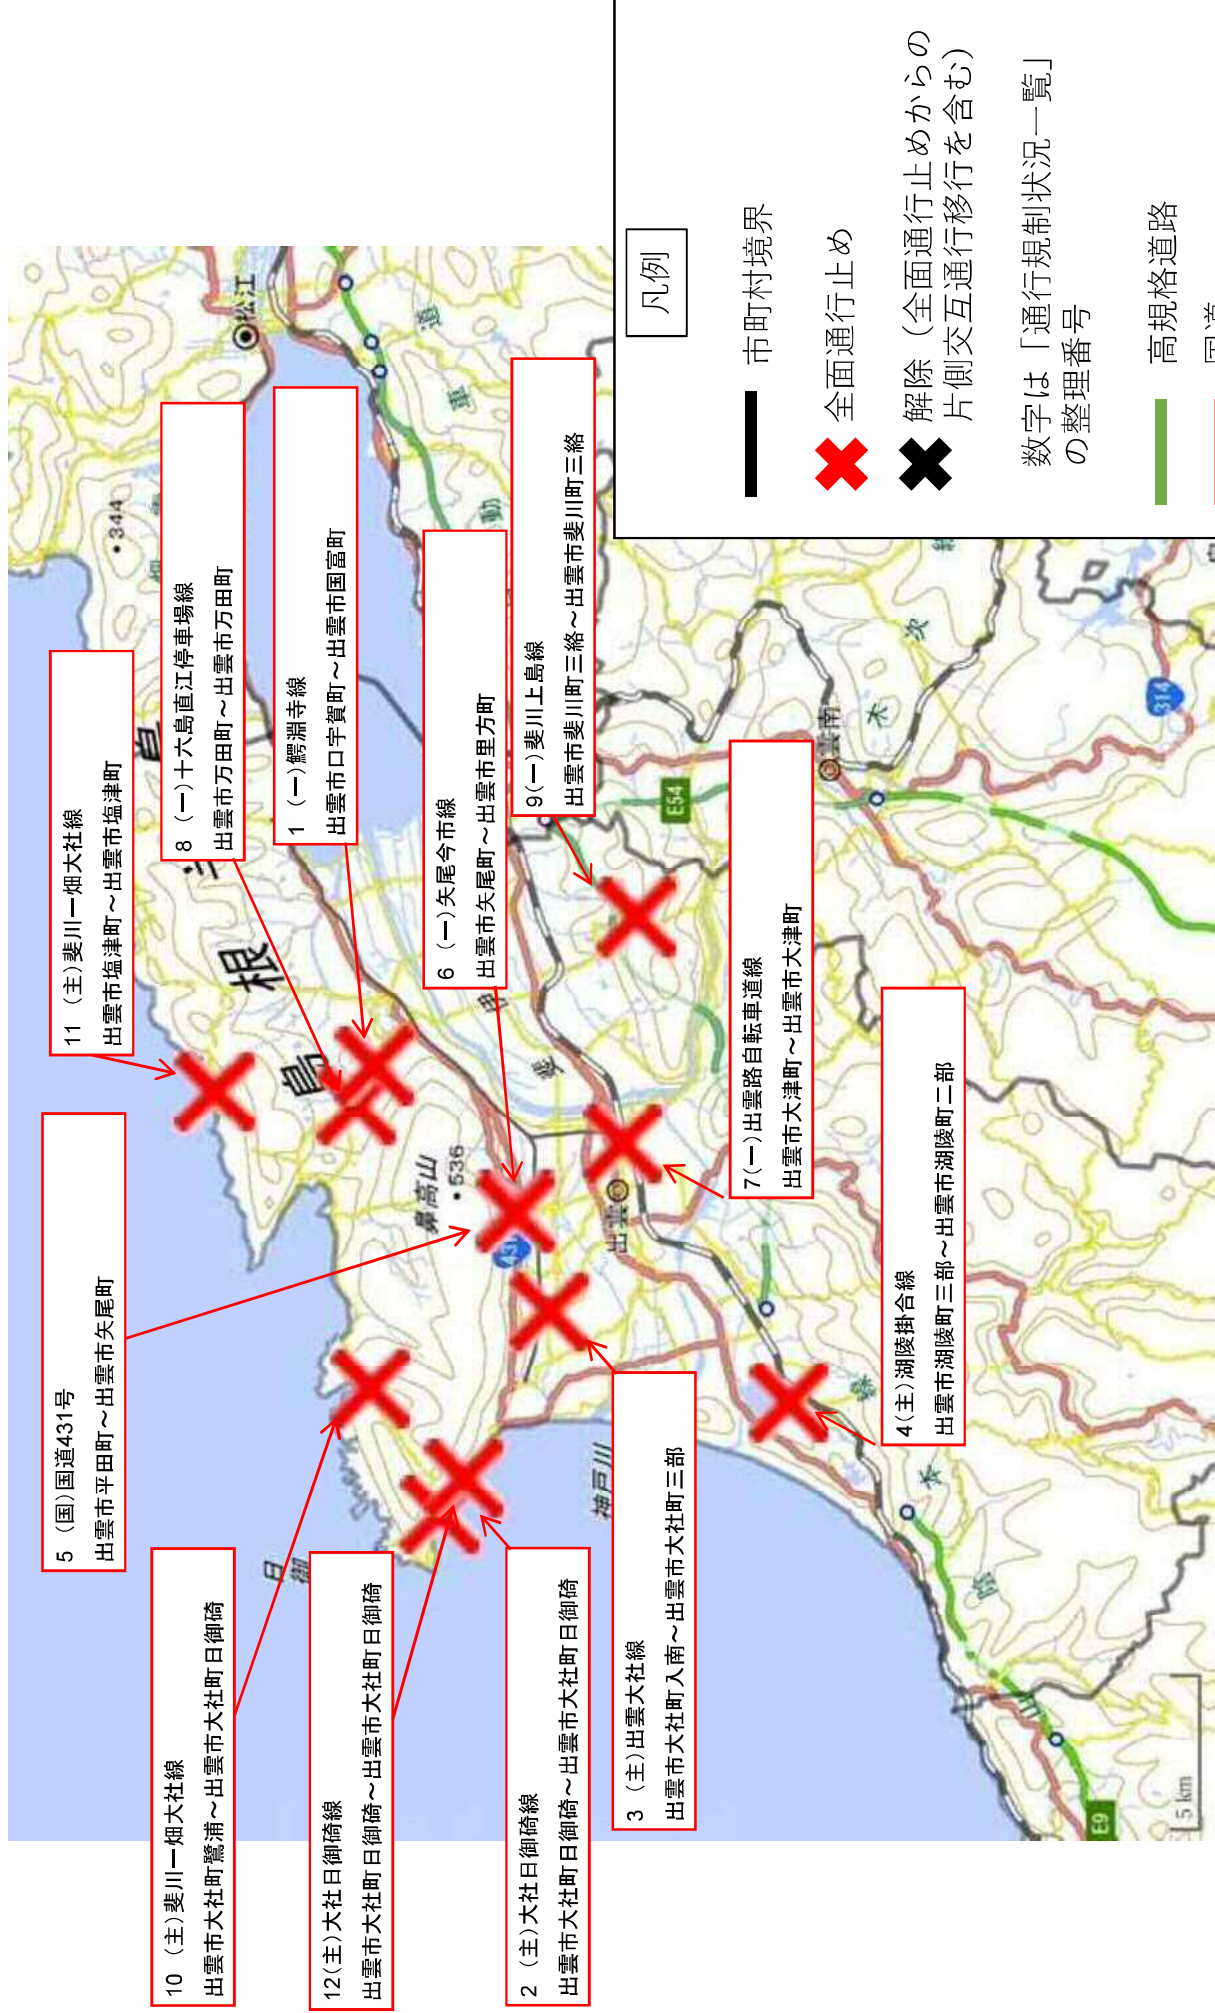 5 (国)国道431号
出雲市平田町～出雲市矢尾町
11 (主)斐川一畑大社線
出雲市塩津町～出雲市塩津町
10 (主)斐川一畑大社線
出雲市大社町鷺浦～出雲市大社町日御碕
8 (一)十六島直江停車場線
出雲市万田町～出雲市万田町
1 (一)鰐淵寺線
出雲市口宇賀町～出雲市国富町
12(主)大社日御碕線
出雲市大社町日御碕～出雲市大社町日御碕
6 (一)矢尾今市線
出雲市矢尾町～出雲市里方町
2 (主)大社日御碕線
出雲市大社町日御碕～出雲市大社町日御碕
9(一)斐川上島線
出雲市斐川町三絡～出雲市斐川町三絡
3 (主)出雲大社線
出雲市大社町入南～出雲市大社町三部
7(一)出雲路自転車道線
出雲市大津町～出雲市大津町
4(主)湖陵掛合線
出雲市湖陵町三部～出雲市湖陵町二部
松江
344
島
根
島
日
御
鼻高山
536
431
出雲
神戸川
斐
伊
E54
雲南
木
次
314
道
車
動
E9
5 km
凡例
市町村境界
全面通行止め
解除（全面通行止めからの
片側交互通行移行を含む）
数字は「通行規制状況一覧」
の整理番号
高規格道路